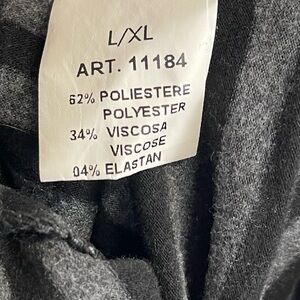 L/XL
ART. 11184
62% POLIESTERE
POLYESTER
34% VISCOSA
VISCOSE
04% ELASTAN